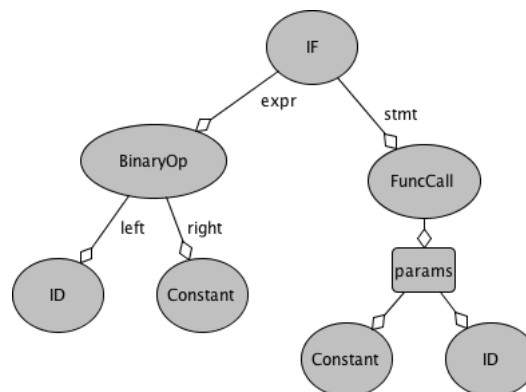 IF
expr
stmt
BinaryOp
FuncCall
left
right
params
ID
Constant
Constant
ID